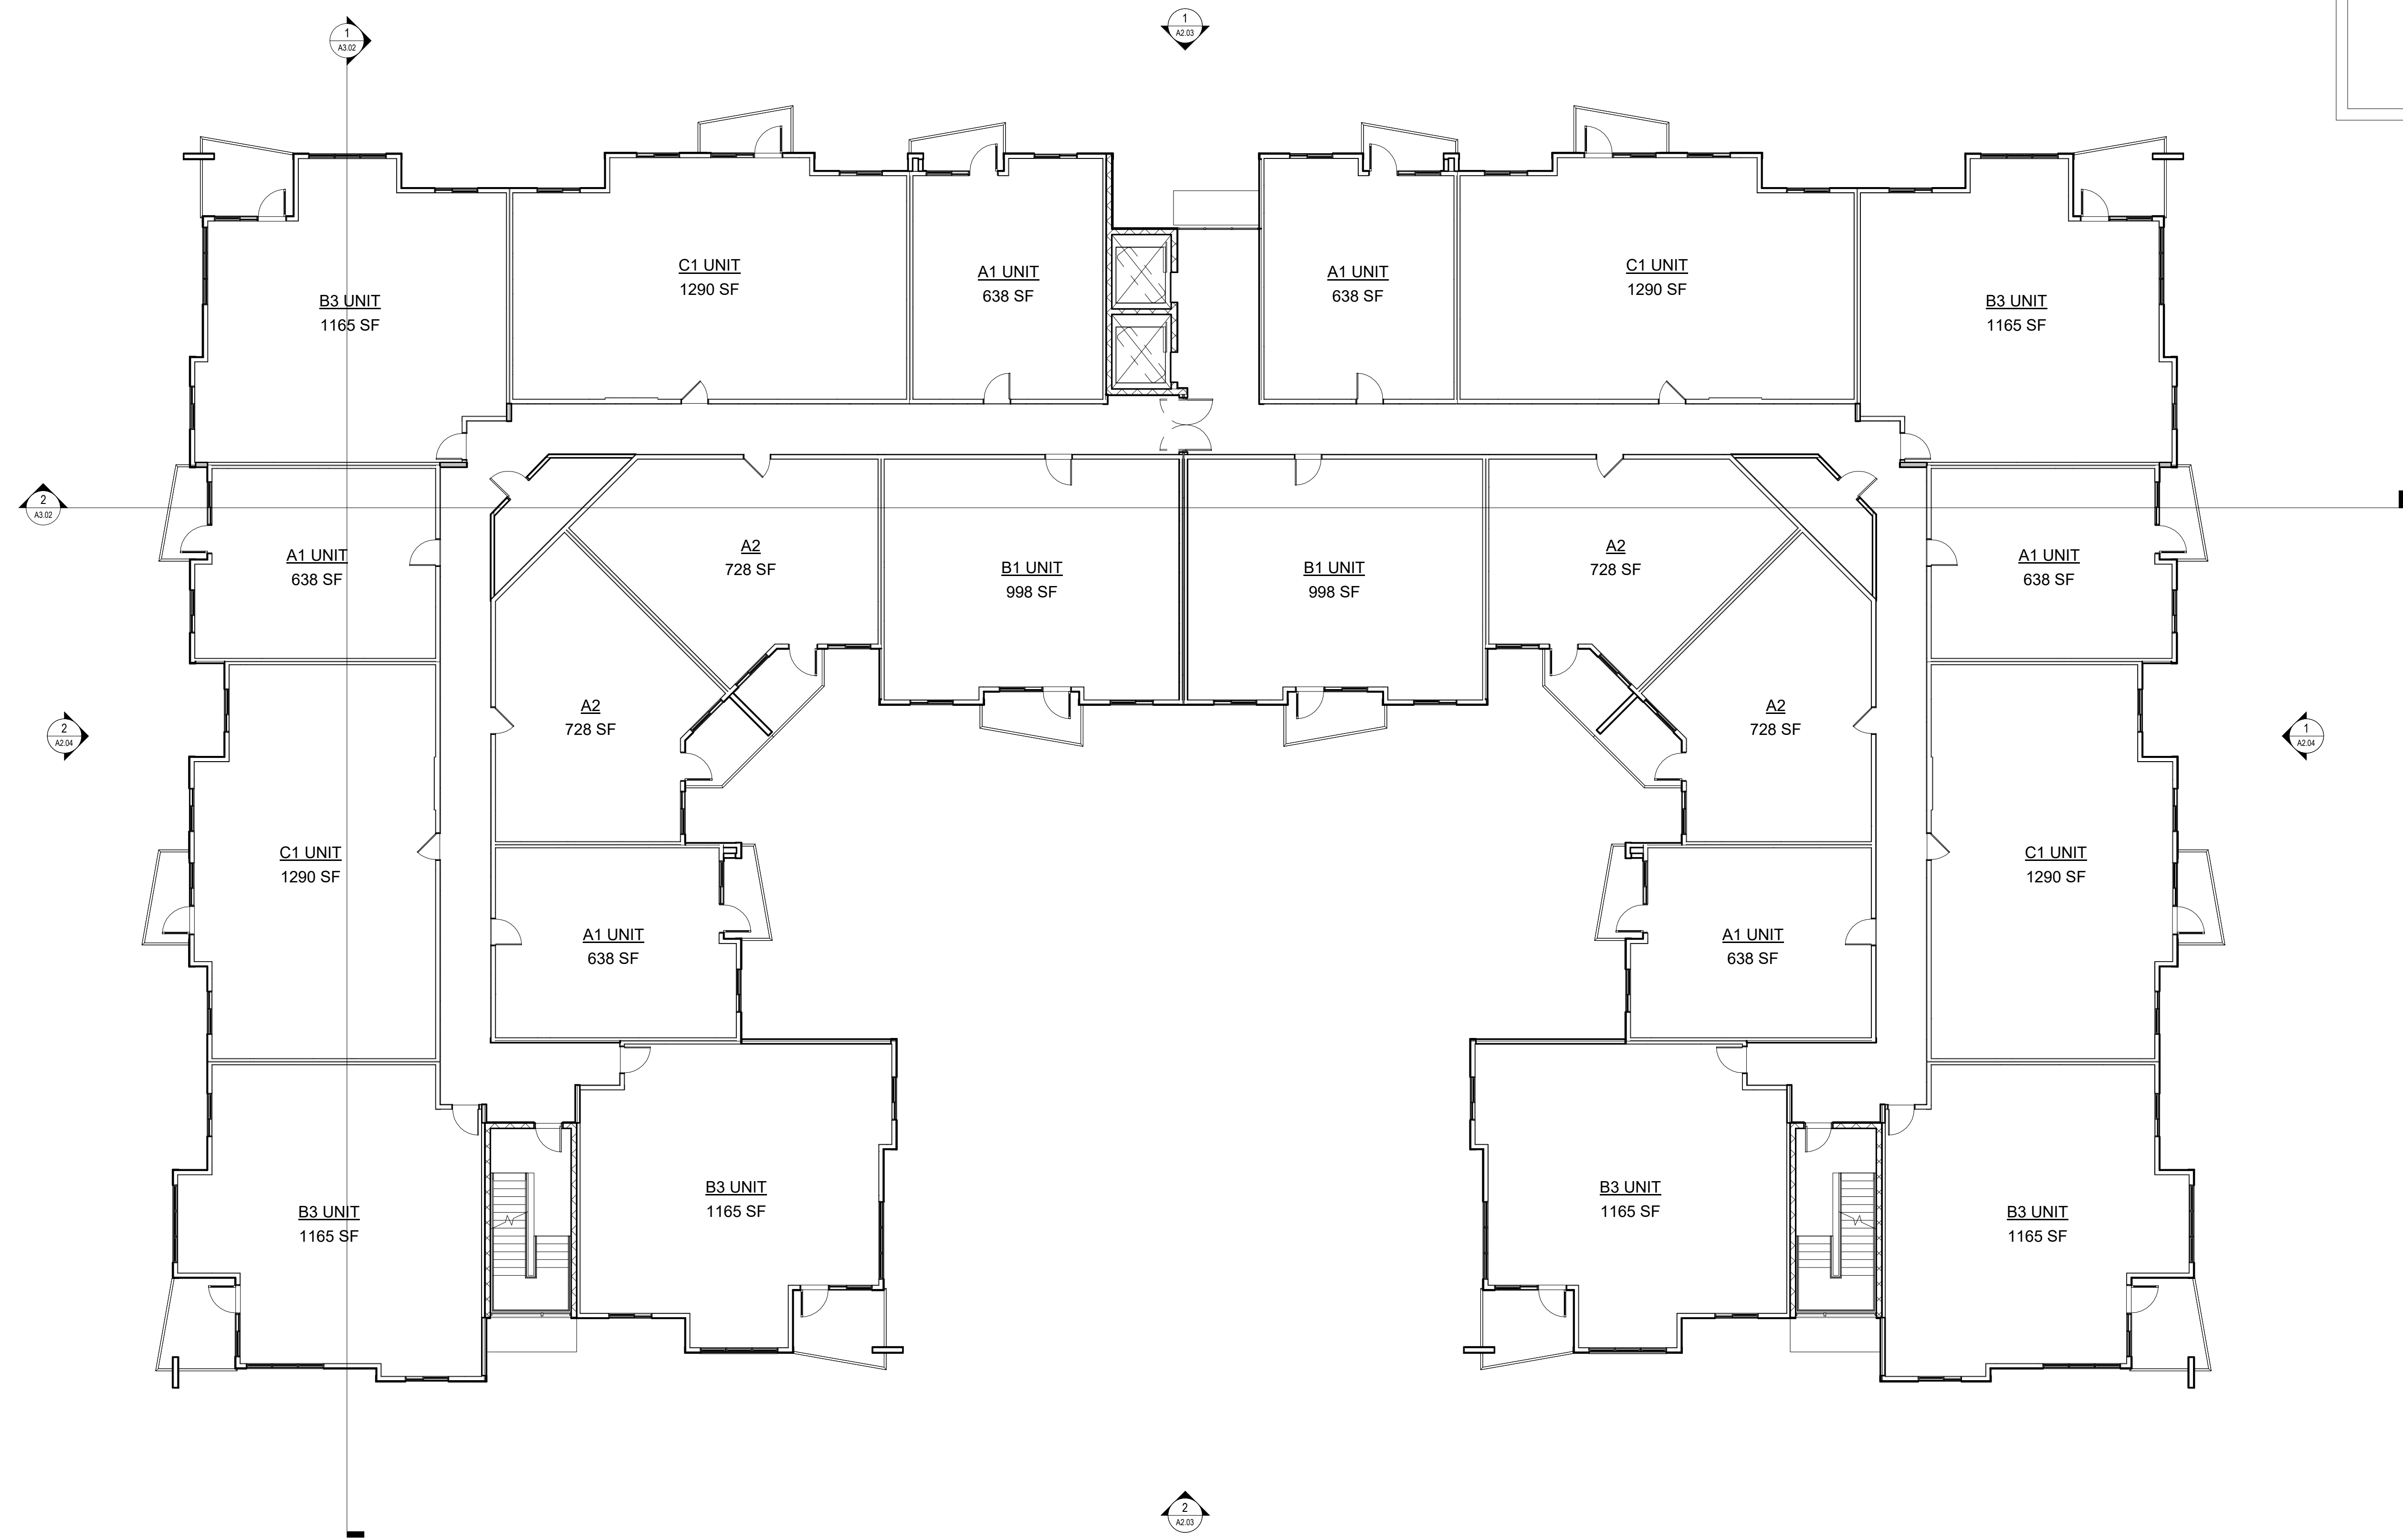 1
A3.02
1
A2.03
C1 UNIT
1290 SF
A1 UNIT
638 SF
A1 UNIT
638 SF
C1 UNIT
1290 SF
B3 UNIT
1165 SF
B3 UNIT
1165 SF
2
A3.02
A1 UNIT
638 SF
A2
728 SF
B1 UNIT
998 SF
B1 UNIT
998 SF
A2
728 SF
A1 UNIT
638 SF
2
A2.04
A2
728 SF
A2
728 SF
1
A2.04
C1 UNIT
1290 SF
C1 UNIT
1290 SF
A1 UNIT
638 SF
A1 UNIT
638 SF
B3 UNIT
1165 SF
B3 UNIT
1165 SF
B3 UNIT
1165 SF
B3 UNIT
1165 SF
2
A2.03